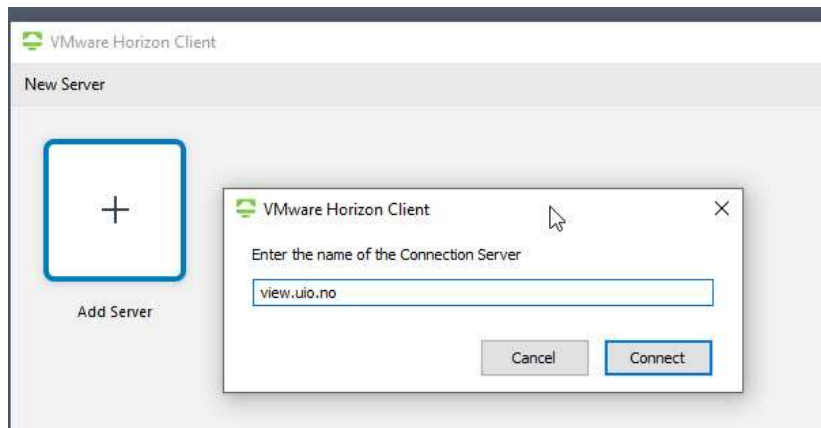 VMware Horizon Client
New Server
VMware Horizon Client
Enter the name of the Connection Server
view.uio.no
Add Server
Cancel Connect